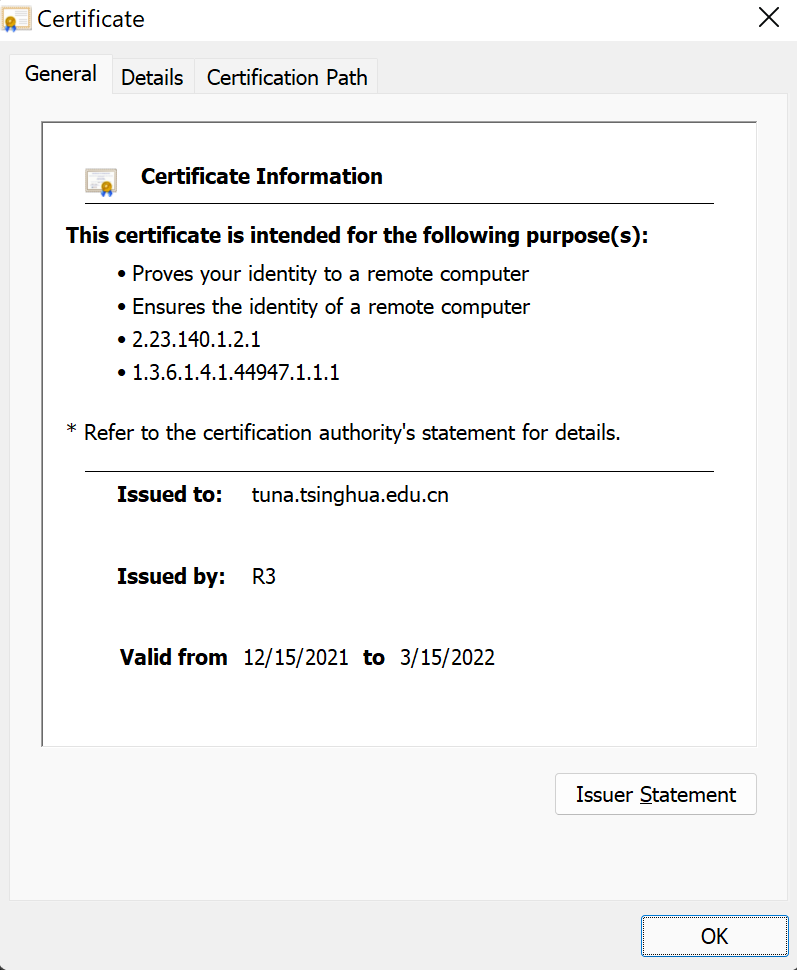 Certificate
General Details Certification Path
Certificate Information
This certificate is intended for the following purpose(s):
• Proves your identity to a remote computer
• Ensures the identity of a remote computer
• 2.23.140.1.2.1
• 1.3.6.1.4.1.44947.1.1.1
* Refer to the certification authority's statement for details.
Issued to: tuna.tsinghua.edu.cn
Issued by: R3
Valid from 12/15/2021 to 3/15/2022
Issuer Statement
OK